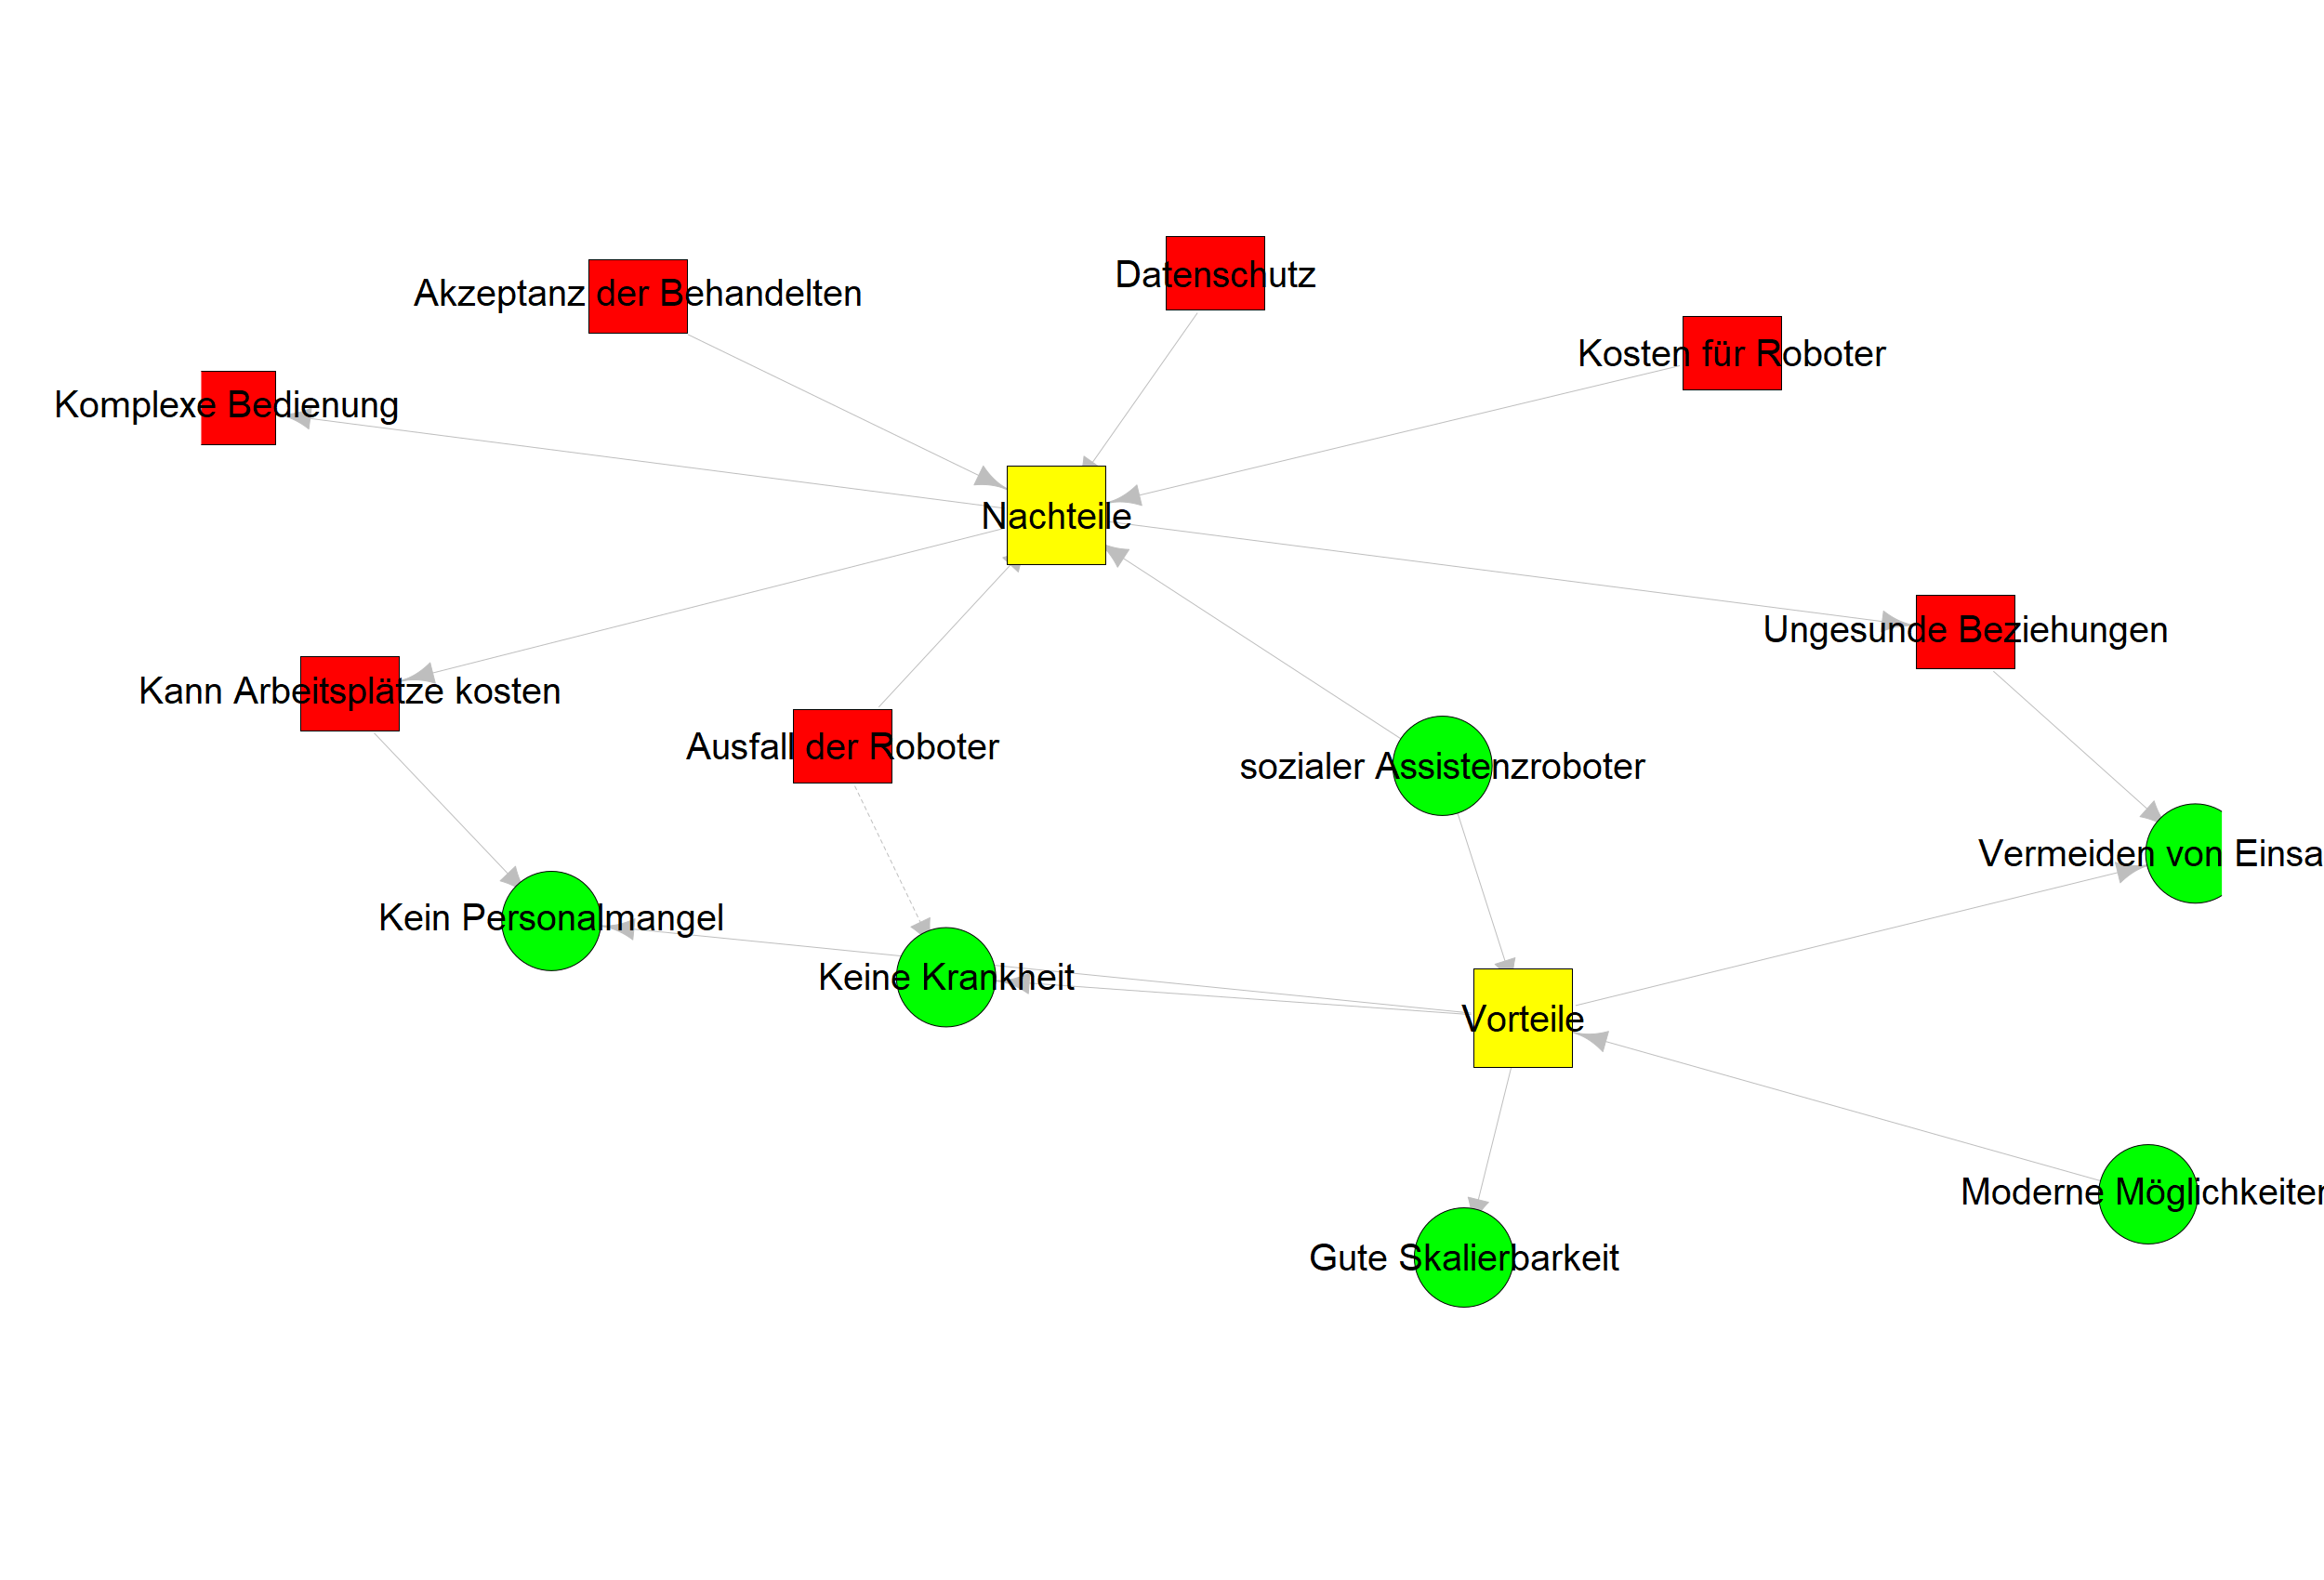 Datenschutz
Akzeptanz der Behandelten
Kosten für Roboter
Komplexe Bedienung
Nachteile
Ungesunde Beziehungen
Kann Arbeitsplätze kosten
Ausfall der Roboter
sozialer Assistenzroboter
Vermeiden von Einsa
Kein Personalmangel
Keine Krankheit
Vorteile
Moderne Möglichkeiten
Gute Skalierbarkeit